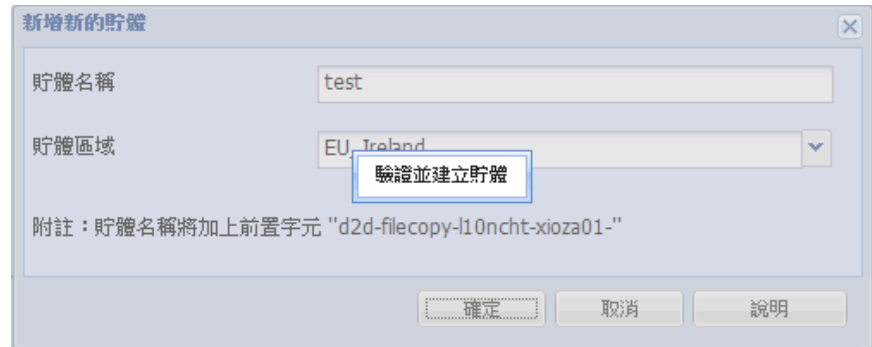 新增新的貯體
貯體名稱 test
貯體區域 EU, Ireland
驗證並建立貯體
附註：貯體名稱將加上前置字元 "d2d-filecopy-l10ncht-xioza01-"
確定 取消 說明